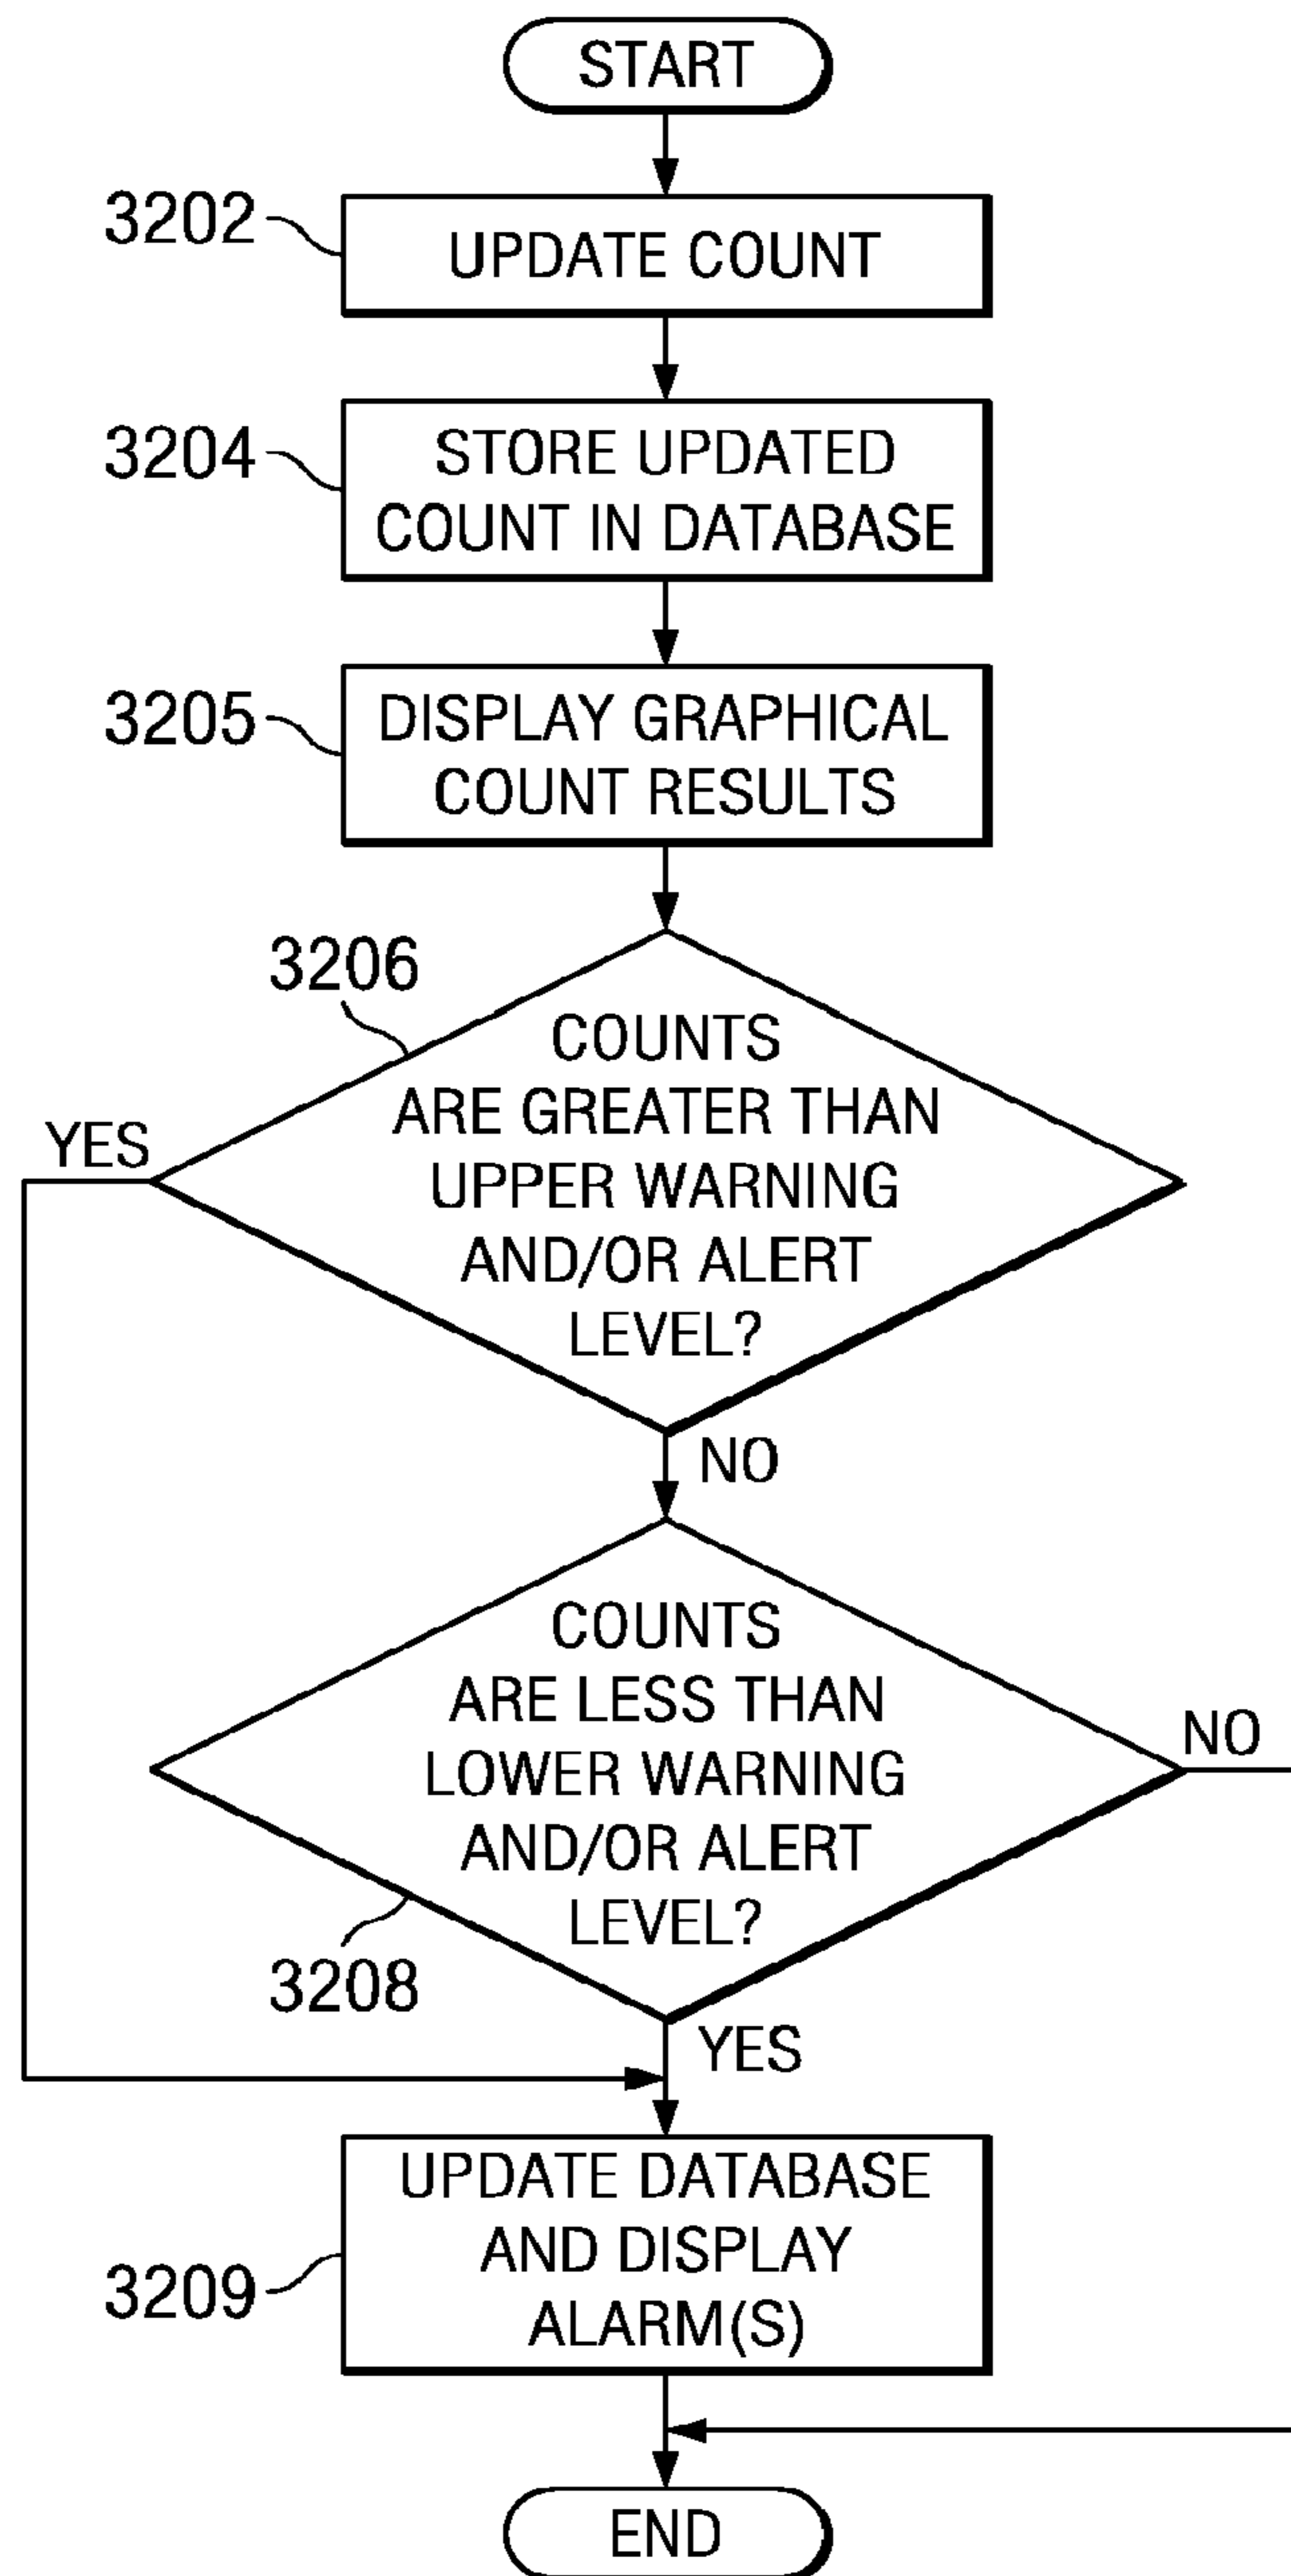 START
3202
UPDATE COUNT
3204
STORE UPDATED
COUNT IN DATABASE
3205
DISPLAY GRAPHICAL
COUNT RESULTS
3206
COUNTS
ARE GREATER THAN
UPPER WARNING
AND/OR ALERT
LEVEL?
YES
NO
COUNTS
ARE LESS THAN
LOWER WARNING
AND/OR ALERT
LEVEL?
NO
3208
YES
UPDATE DATABASE
AND DISPLAY
ALARM(S)
3209
END